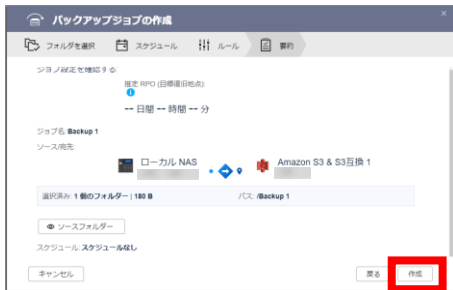 バックアップジョブの作成
×
フォルダを選択 スケジュール ルール 要約
ジョブ設定を確認する:
推定 RPO (目標復旧地点):
-- 日間 -- 時間 -- 分
ジョブ名: Backup 1
ソース/宛先:
ローカル NAS Amazon S3 & S3互換 1
選択済み: 1 個のフォルダー | 180 B パス: /Backup 1
ソースフォルダー
スケジュール: スケジュールなし
キャンセル 戻る 作成